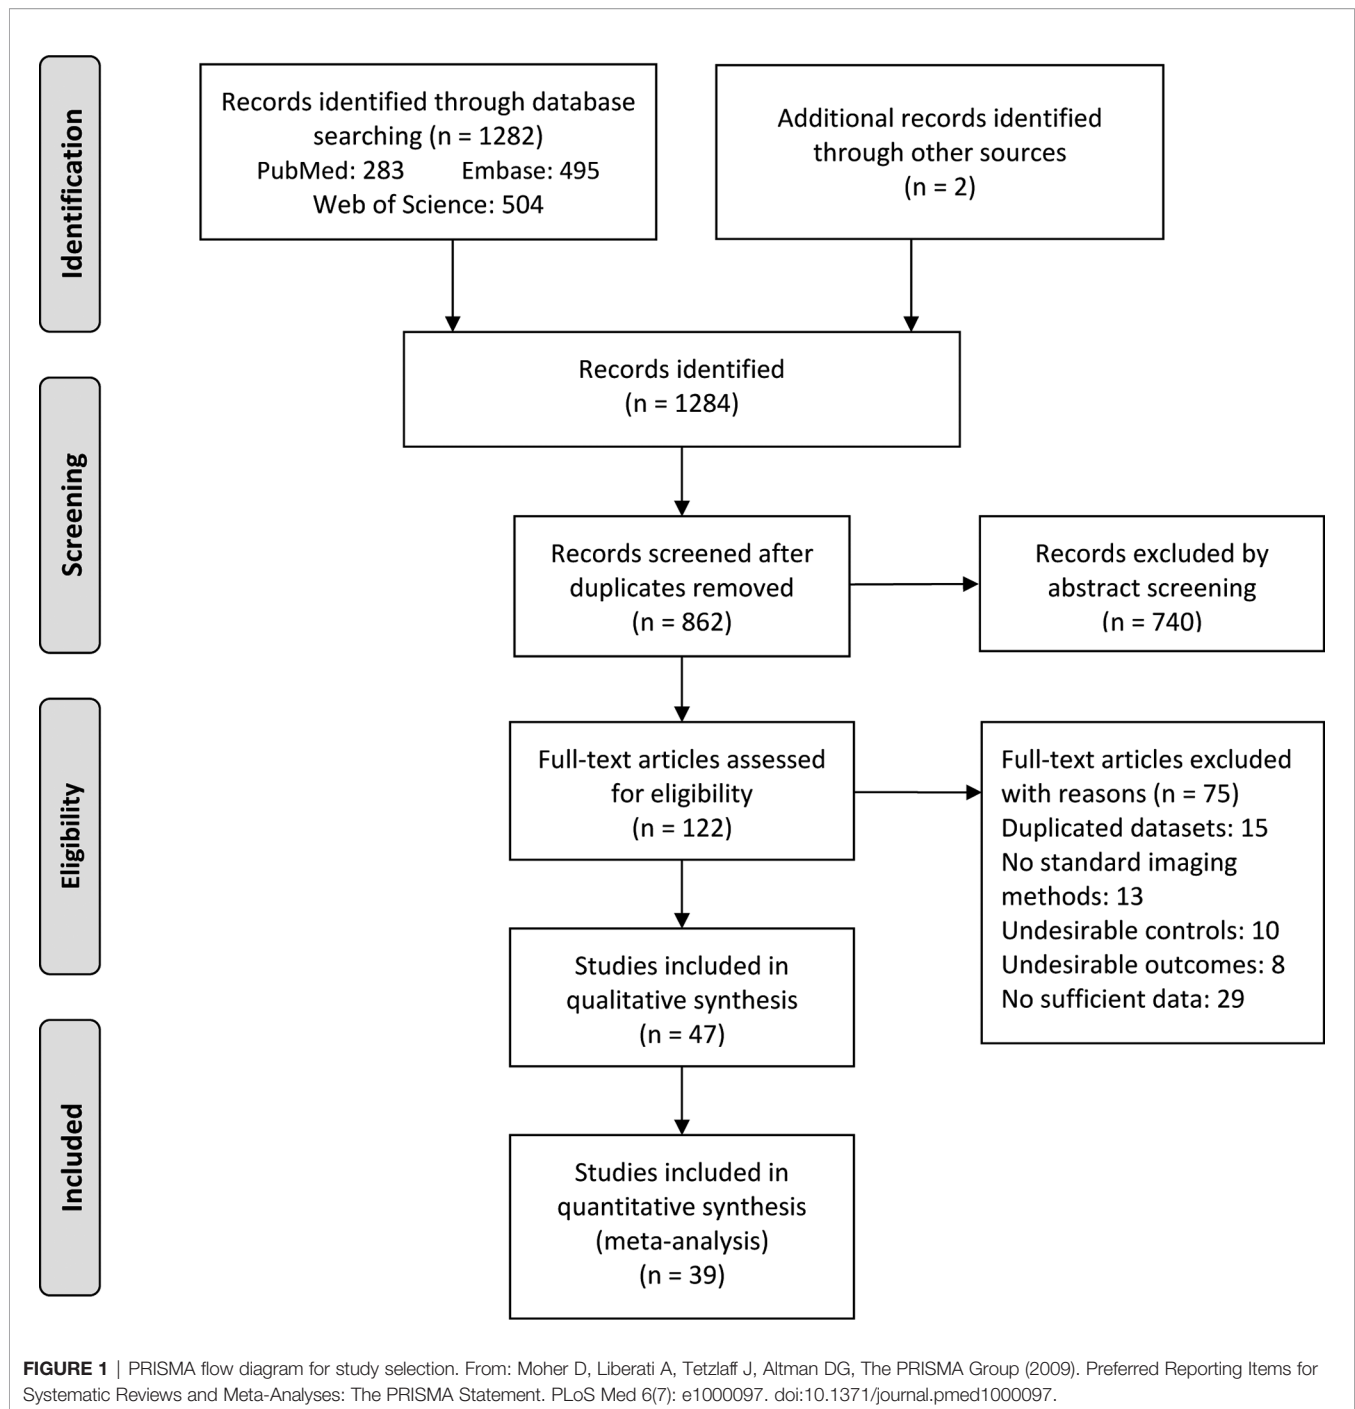 Identification
Records identified through database
searching (n = 1282)
PubMed: 283 Embase: 495
Web of Science: 504
Additional records identified
through other sources
(n = 2)
Records identified
(n = 1284)
Screening
Records screened after
duplicates removed
(n = 862)
Records excluded by
abstract screening
(n = 740)
Eligibility
Full-text articles assessed
for eligibility
(n = 122)
Full-text articles excluded
with reasons (n = 75)
Duplicated datasets: 15
No standard imaging
methods: 13
Undesirable controls: 10
Undesirable outcomes: 8
No sufficient data: 29
Studies included in
qualitative synthesis
(n = 47)
Included
Studies included in
quantitative synthesis
(meta-analysis)
(n = 39)
FIGURE 1 | PRISMA flow diagram for study selection. From: Moher D, Liberati A, Tetzlaff J, Altman DG, The PRISMA Group (2009). Preferred Reporting Items for
Systematic Reviews and Meta-Analyses: The PRISMA Statement. PLoS Med 6(7): e1000097. doi:10.1371/journal.pmed1000097.